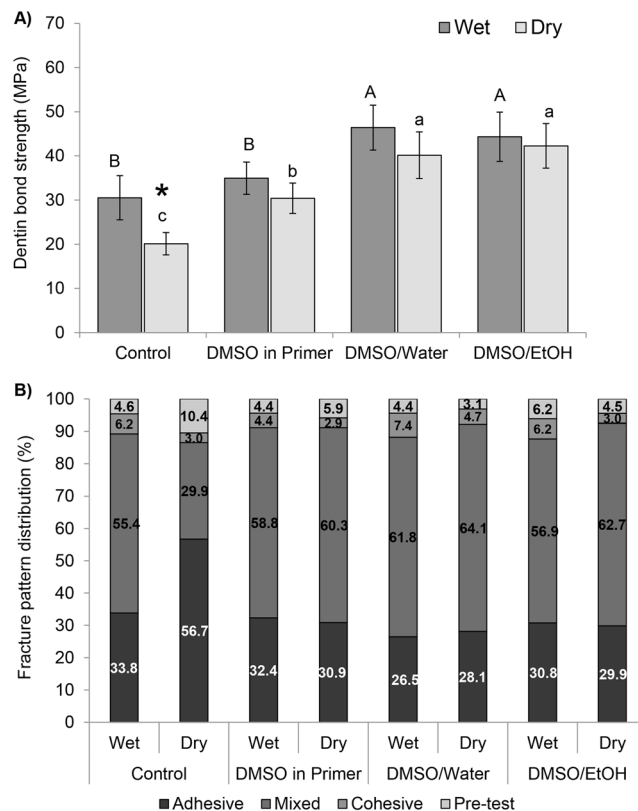 A)
Dentin bond strength (MPa)
70
60
50
40
30
20
10
0
Wet Dry
B
*
c
B
b
A
a
A
a
Control DMSO in Primer DMSO/Water DMSO/EtOH
B)
Fracture pattern distribution (%)
100
90
80
70
60
50
40
30
20
10
0
4.6 10.4 4.4 5.9 4.4 3.1 6.2 4.5
6.2 3.0 4.4 2.9 7.4 4.7 6.2 3.0
55.4 29.9 58.8 60.3 61.8 64.1 56.9 62.7
33.8 56.7 32.4 30.9 26.5 28.1 30.8 29.9
Wet Dry Wet Dry Wet Dry Wet Dry
Control DMSO in Primer DMSO/Water DMSO/EtOH
Adhesive Mixed Cohesive Pre-test